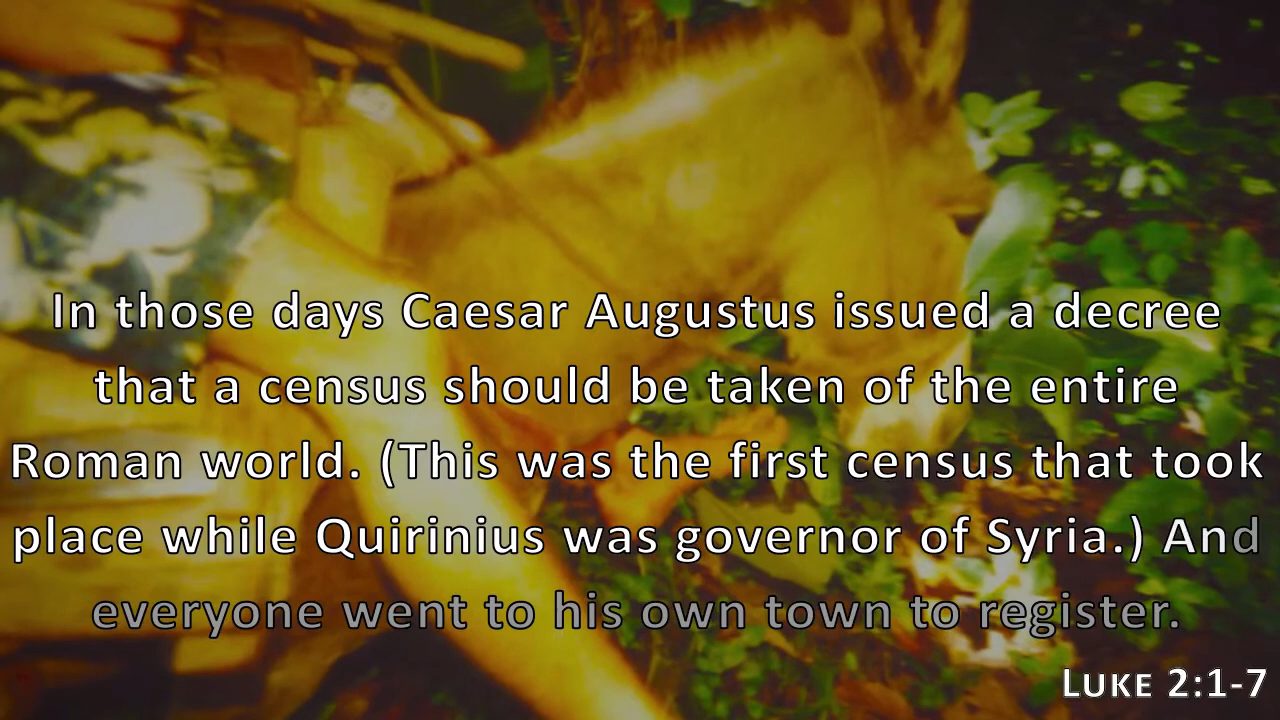 In those days Caesar Augustus issued a decree
that a census should be taken of the entire
Roman world. (This was the first census that took
place while Quirinius was governor of Syria.) And
everyone went to his own town to register.
Luke 2:1-7